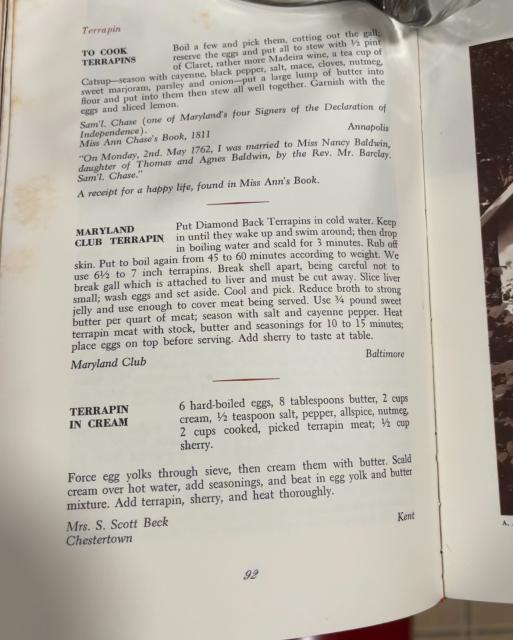 Terrapin
TO COOK
TERRAPINS
Boil a few and pick them, cutting out the gall;
reserve the eggs and put all to stew with ½ pint
of Claret, rather more Madeira wine, a tea cup of
Catsup—season with cayenne, black pepper, salt, mace, cloves, nutmeg,
sweet marjoram, parsley and onion—put a large lump of butter into
flour and put into them then stew all well together. Garnish with the
eggs and sliced lemon.
Sam'l. Chase (one of Maryland's four Signers of the Declaration of
Independence).
Miss Ann Chase's Book, 1811
Annapolis
"On Monday, 2nd. May 1762, I was married to Miss Nancy Baldwin,
daughter of Thomas and Agnes Baldwin, by the Rev. Mr. Barclay.
Sam'l. Chase."
A receipt for a happy life, found in Miss Ann's Book.
MARYLAND
CLUB TERRAPIN
Put Diamond Back Terrapins in cold water. Keep
in until they wake up and swim around; then drop
in boiling water and scald for 3 minutes. Rub off
skin. Put to boil again from 45 to 60 minutes according to weight. We
use 6½ to 7 inch terrapins. Break shell apart, being careful not to
break gall which is attached to liver and must be cut away. Slice liver
small; wash eggs and set aside. Cool and pick. Reduce broth to strong
jelly and use enough to cover meat being served. Use ¾ pound sweet
butter per quart of meat; season with salt and cayenne pepper. Heat
terrapin meat with stock, butter and seasonings for 10 to 15 minutes;
place eggs on top before serving. Add sherry to taste at table.
Maryland Club
Baltimore
TERRAPIN
IN CREAM
6 hard-boiled eggs, 8 tablespoons butter, 2 cups
cream, ½ teaspoon salt, pepper, allspice, nutmeg,
2 cups cooked, picked terrapin meat; ½ cup
sherry.
Force egg yolks through sieve, then cream them with butter. Scald
cream over hot water, add seasonings, and beat in egg yolk and butter
mixture. Add terrapin, sherry, and heat thoroughly.
Mrs. S. Scott Beck
Kent
Chestertown
92
A.